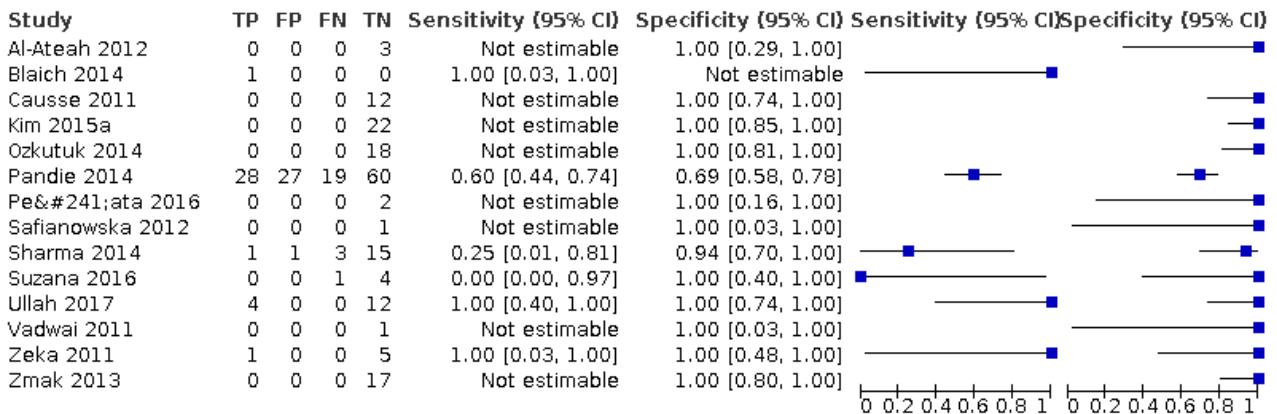 Study TP FP FN TN Sensitivity (95% CI) Specificity (95% CI) Sensitivity (95% CI) Specificity (95% CI)
Al-Ateah 2012 0 0 0 3 Not estimable 1.00 [0.29, 1.00]
Blaich 2014 1 0 0 0 1.00 [0.03, 1.00] Not estimable
Causse 2011 0 0 0 12 Not estimable 1.00 [0.74, 1.00]
Kim 2015a 0 0 0 22 Not estimable 1.00 [0.85, 1.00]
Ozkutuk 2014 0 0 0 18 Not estimable 1.00 [0.81, 1.00]
Pandie 2014 28 27 19 60 0.60 [0.44, 0.74] 0.69 [0.58, 0.78]
Pe&#241;ata 2016 0 0 0 2 Not estimable 1.00 [0.16, 1.00]
Safianowska 2012 0 0 0 1 Not estimable 1.00 [0.03, 1.00]
Sharma 2014 1 1 3 15 0.25 [0.01, 0.81] 0.94 [0.70, 1.00]
Suzana 2016 0 0 1 4 0.00 [0.00, 0.97] 1.00 [0.40, 1.00]
Ullah 2017 4 0 0 12 1.00 [0.40, 1.00] 1.00 [0.74, 1.00]
Vadwai 2011 0 0 0 1 Not estimable 1.00 [0.03, 1.00]
Zeka 2011 1 0 0 5 1.00 [0.03, 1.00] 1.00 [0.48, 1.00]
Zmak 2013 0 0 0 17 Not estimable 1.00 [0.80, 1.00]
0 0.2 0.4 0.6 0.8 1 0 0.2 0.4 0.6 0.8 1